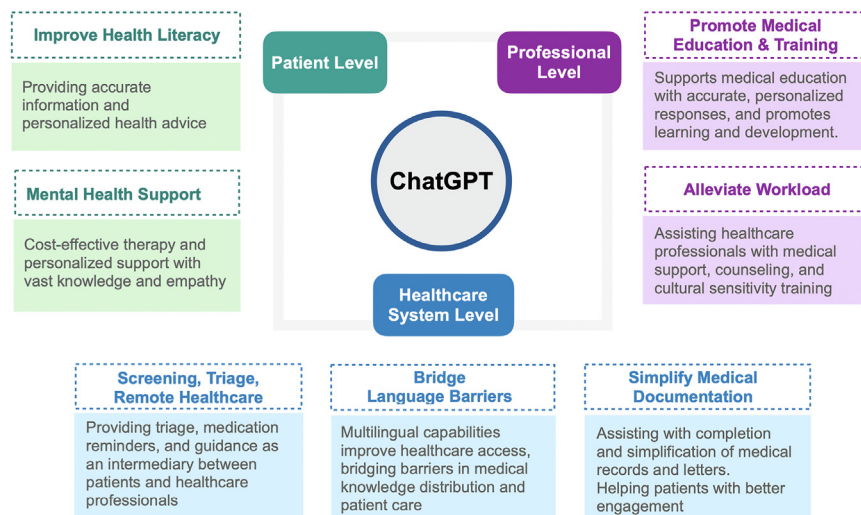 Improve Health Literacy
Providing accurate
information and
personalized health advice
Mental Health Support
Cost-effective therapy and
personalized support with
vast knowledge and empathy
Patient Level
Professional
Level
ChatGPT
Healthcare
System Level
Promote Medical
Education & Training
Supports medical education
with accurate, personalized
responses, and promotes
learning and development.
Alleviate Workload
Assisting healthcare
professionals with medical
support, counseling, and
cultural sensitivity training
Screening, Triage,
Remote Healthcare
Providing triage, medication
reminders, and guidance as
an intermediary between
patients and healthcare
professionals
Bridge
Language Barriers
Multilingual capabilities
improve healthcare access,
bridging barriers in medical
knowledge distribution and
patient care
Simplify Medical
Documentation
Assisting with completion
and simplification of medical
records and letters.
Helping patients with better
engagement